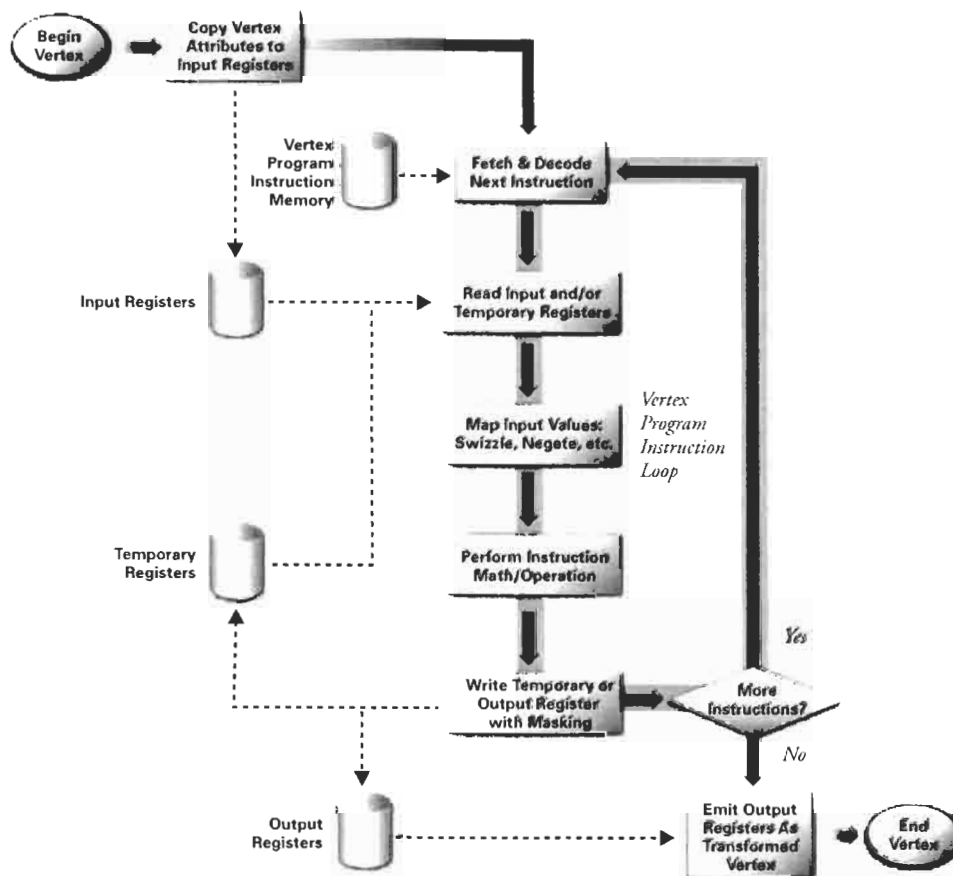 Begin
Vertex
Copy Vertex
Attributes to
Input Registers
Vertex
Program
Instruction
Memory
Fetch & Decode
Next Instruction
Input Registers
Read Input and/or
Temporary Registers
Map Input Values:
Swizzle, Negate, etc.
Vertex
Program
Instruction
Loop
Temporary
Registers
Perform Instruction
Math/Operation
Yes
Write Temporary or
Output Register
with Masking
More
Instructions?
No
Output
Registers
Emit Output
Registers As
Transformed
Vertex
End
Vertex